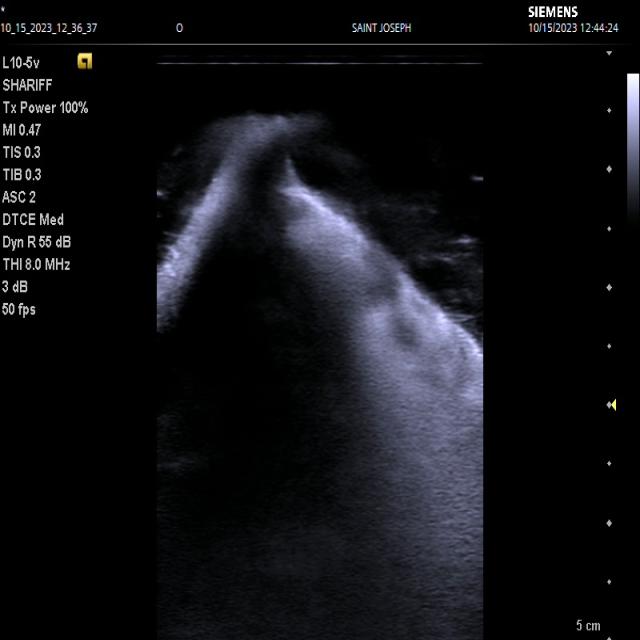 *
SIEMENS
10_15_2023_12_36_37 O SAINT JOSEPH 10/15/2023 12:44:24
L10-5v
SHARIFF
Tx Power 100%
MI 0.47
TIS 0.3
TIB 0.3
ASC 2
DTCE Med
Dyn R 55 dB
THI 8.0 MHz
3 dB
50 fps
5 cm